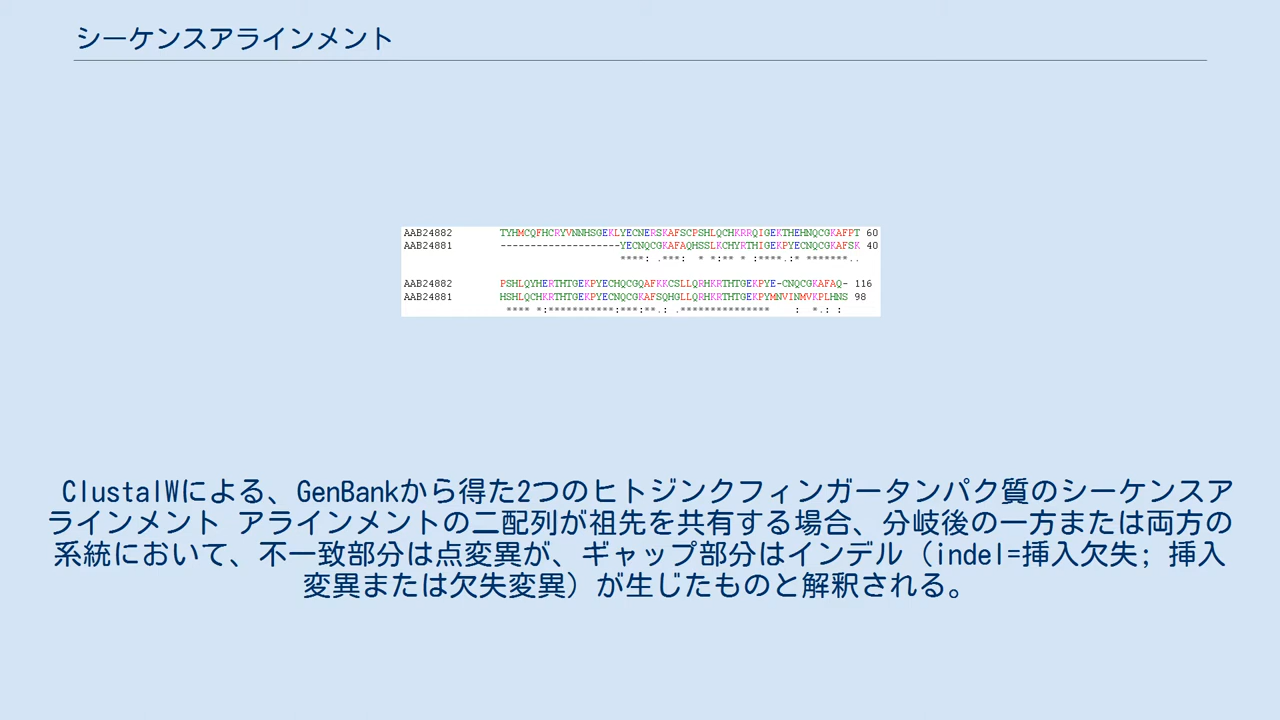 シーケンスアラインメント
AAB24882 TYHMCQFHCRYVNNHSGEKLYECNERSKAFSCPSHLQCHKRRQIGEKTHEHNQCGKAFPT 60
AAB24881 --------------------YECNQCGKAFAQHSSLKCHYRTHIGEKPYECNQCGKAFSK 40
****: .***: * *:** * :****.:* *******..
AAB24882 PSHLQYHERTHTGEKPYECHQCGQAFKKCSLLQRHKRTHTGEKPYE-CNQCGKAFAQ- 116
AAB24881 HSHLQCHKRTHTGEKPYECNQCGKAFSQHGLLQRHKRTHTGEKPYMNVINMVKPLHNS 98
**** *:***********:***:**.: .*************** : *.: :
ClustalWによる、GenBankから得た2つのヒトジンクフィンガータンパク質のシーケンスア
ラインメント アラインメントの二配列が祖先を共有する場合、分岐後の一方または両方の
系統において、不一致部分は点変異が、ギャップ部分はインデル（indel=挿入欠失; 挿入
変異または欠失変異）が生じたものと解釈される。